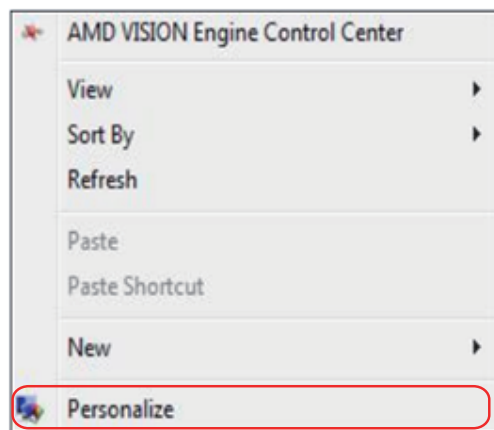 AMD VISION Engine Control Center
View
Sort By
Refresh
Paste
Paste Shortcut
New
Personalize